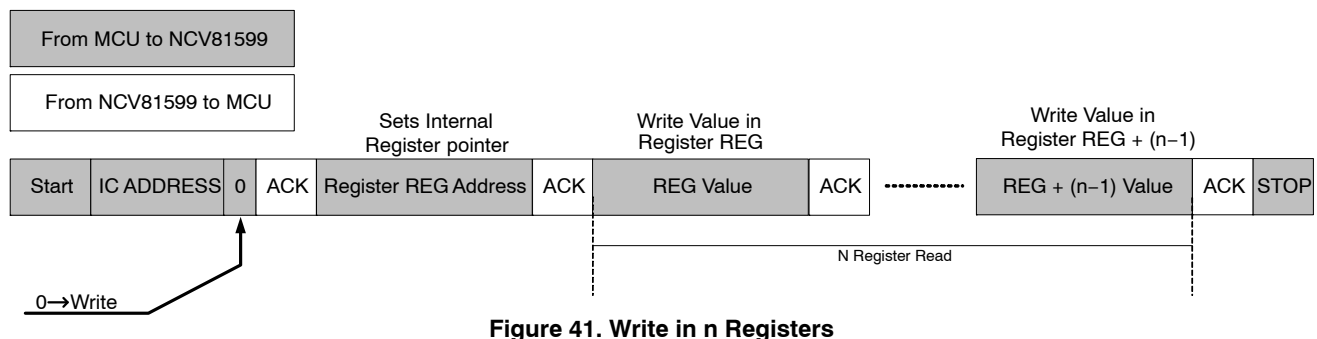 From MCU to NCV81599
From NCV81599 to MCU
Sets Internal
Register pointer
Write Value in
Register REG
Write Value in
Register REG + (n−1)
Start IC ADDRESS 0 ACK Register REG Address ACK REG Value ACK REG + (n−1) Value ACK STOP
N Register Read
0→Write
Figure 41. Write in n Registers